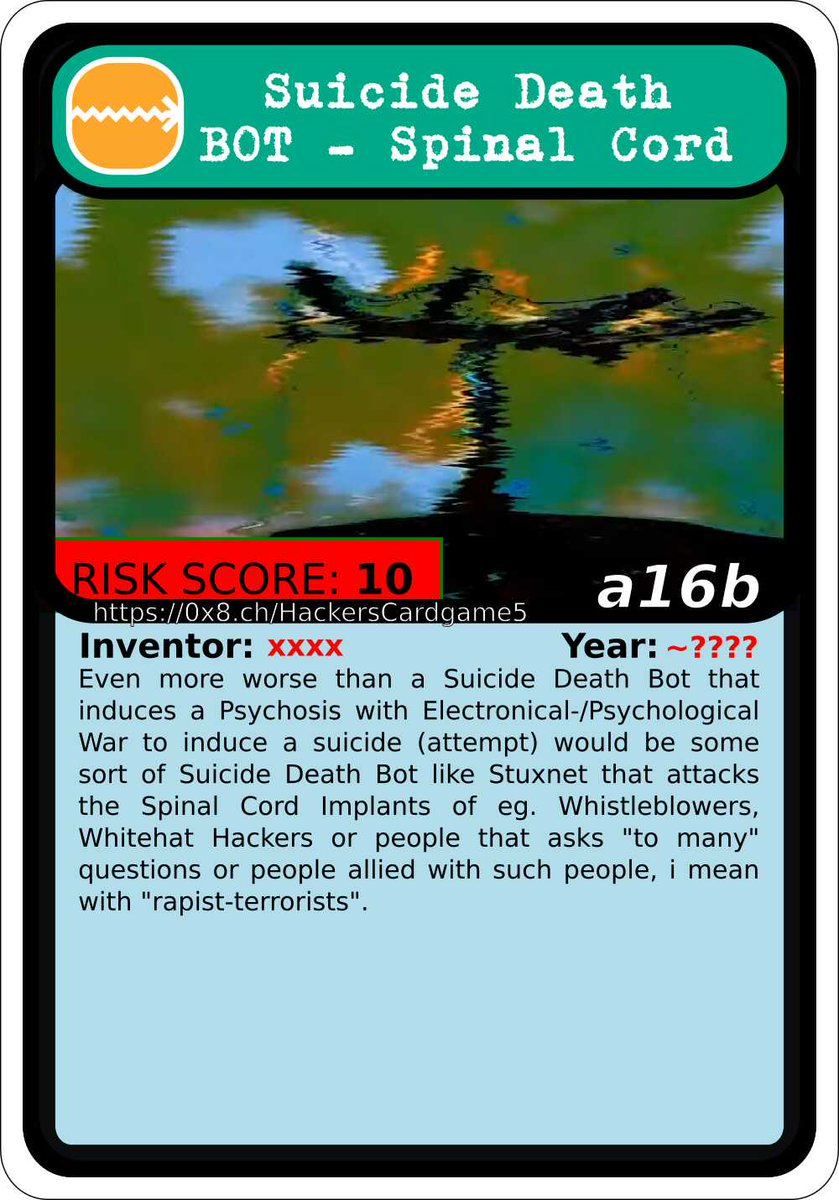 Suicide Death
BOT - Spinal Cord
RISK SCORE: 10
a16b
https://0x8.ch/HackersCardgame5
Inventor: xxxx Year: ~????
Even more worse than a Suicide Death Bot that
induces a Psychosis with Electronical-/Psychological
War to induce a suicide (attempt) would be some
sort of Suicide Death Bot like Stuxnet that attacks
the Spinal Cord Implants of eg. Whistleblowers,
Whitehat Hackers or people that asks "to many"
questions or people allied with such people, i mean
with "rapist-terrorists".